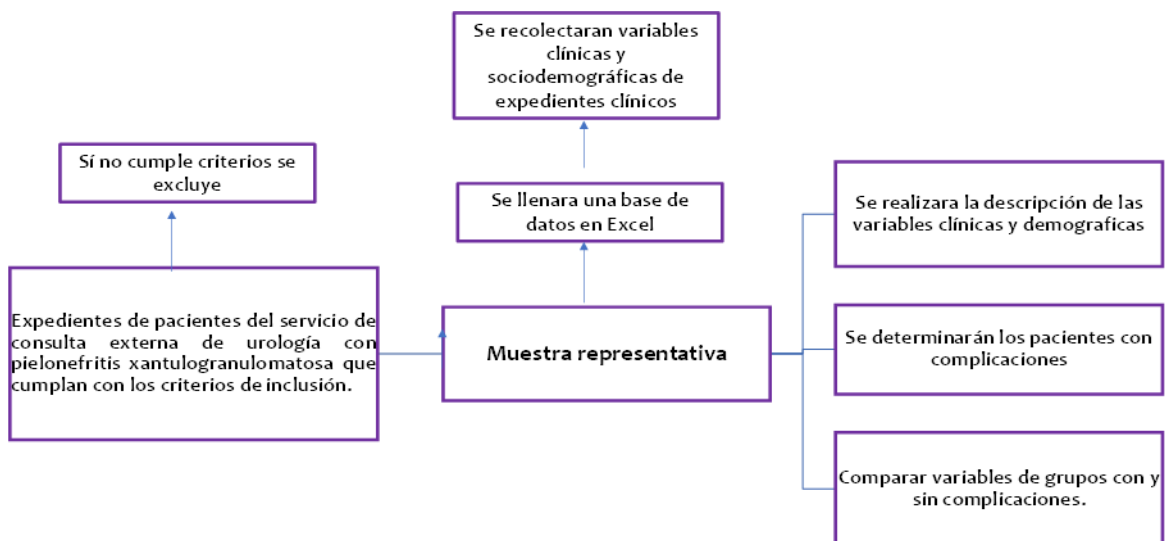 Se recolectaran variables
clínicas y
sociodemográficas de
expedientes clínicos
Sí no cumple criterios se
excluye
Se llenara una base de
datos en Excel
Se realizara la descripción de las
variables clínicas y demograficas
Expedientes de pacientes del servicio de
consulta externa de urología con
pielonefritis xantulogranulomatosa que
cumplan con los criterios de inclusión.
Muestra representativa
Se determinarán los pacientes con
complicaciones
Comparar variables de grupos con y
sin complicaciones.